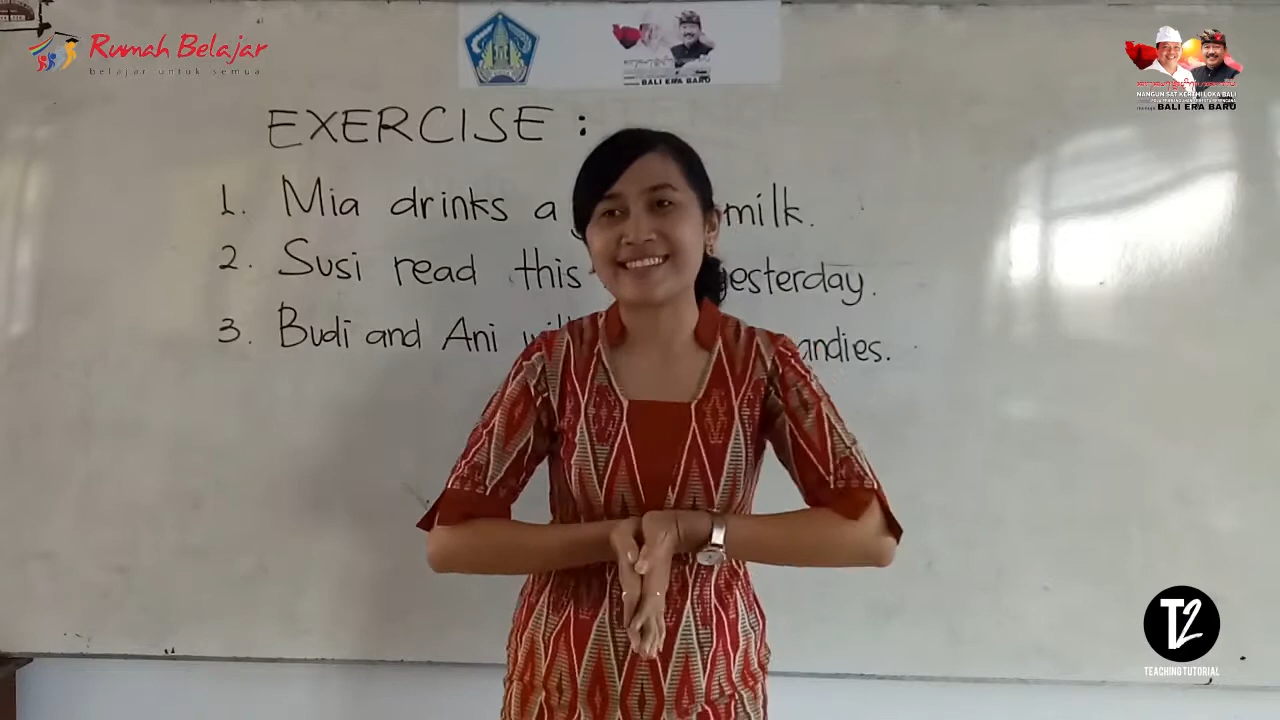 Rumah Belajar
belajar untuk semua
BALI ERA BARU
NANGUN SAT KERTHI LOKA BALI
BALI ERA BARU
EXERCISE :
1. Mia drinks a milk.
2. Susi read this yesterday.
3. Budi and Ani
T2
TEACHING TUTORIAL